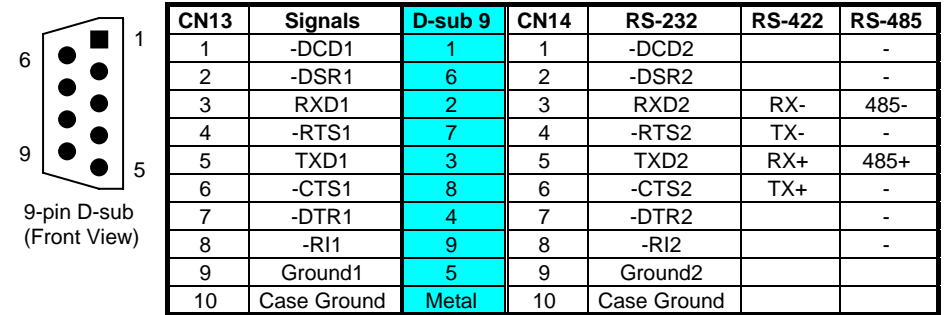 CN13 Signals D-sub 9 CN14 RS-232 RS-422 RS-485
1 -DCD1 1 1 -DCD2 -
2 -DSR1 6 2 -DSR2 -
3 RXD1 2 3 RXD2 RX- 485-
4 -RTS1 7 4 -RTS2 TX- -
5 TXD1 3 5 TXD2 RX+ 485+
6 -CTS1 8 6 -CTS2 TX+ -
7 -DTR1 4 7 -DTR2 -
8 -RI1 9 8 -RI2 -
9 Ground1 5 9 Ground2
10 Case Ground Metal 10 Case Ground
1
6
9
5
9-pin D-sub
(Front View)